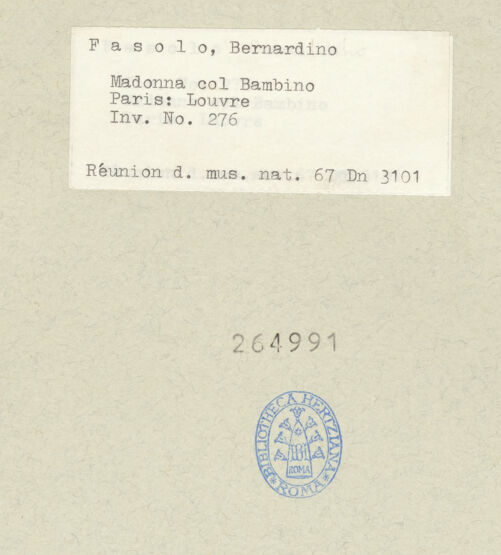 Fasolo, Bernardino
Madonna col Bambino
Paris: Louvre
Inv. No. 276
Réunion d. mus. nat. 67 Dn 3101
264991
BIBLIOTHECA HERTZIANA
ROMA
*ROMA*